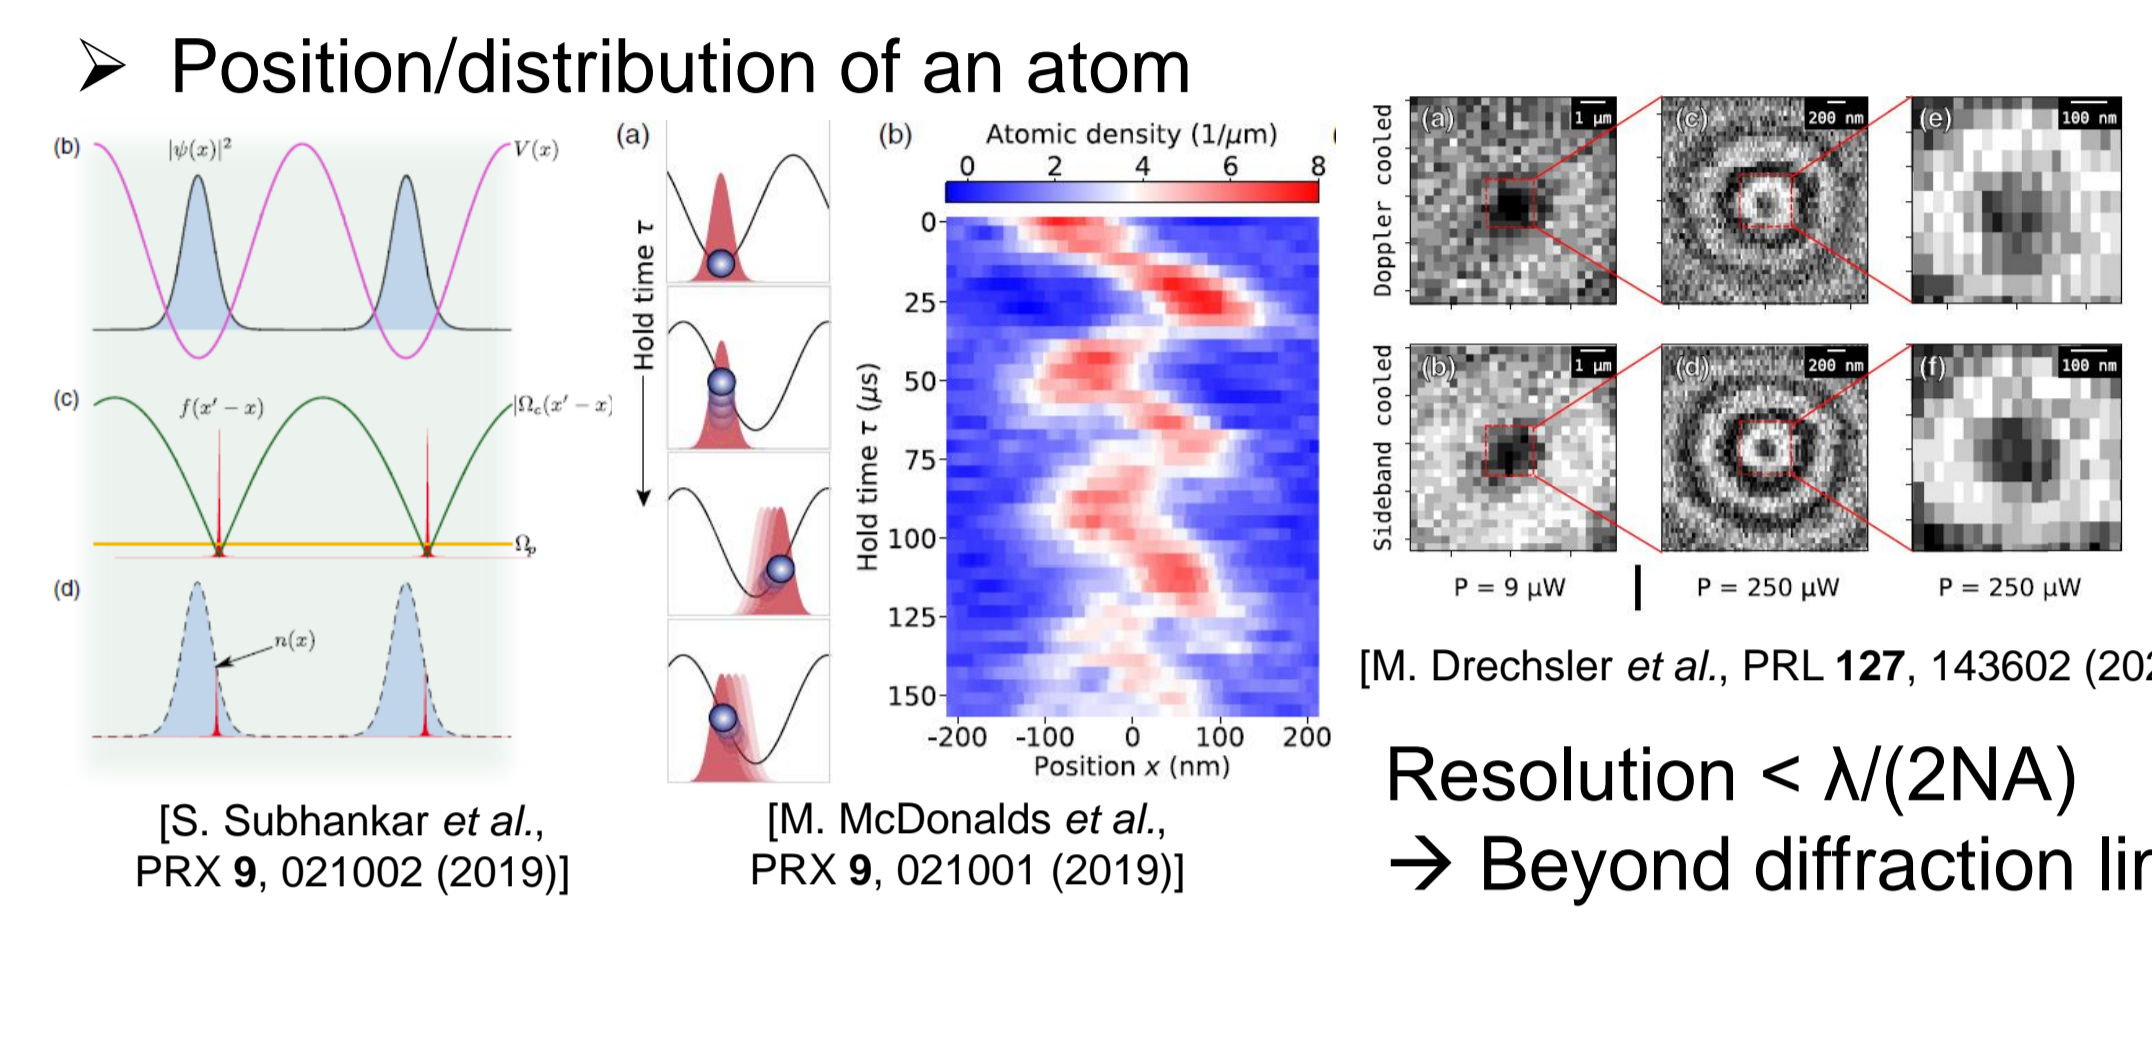 ➢ Position/distribution of an atom
(b)
|ψ(x)|²
V(x)
(c)
f(x′ − x)
|Ω_c(x′ − x)
Ω_p
(d)
n(x)
[S. Subhankar et al.,
PRX 9, 021002 (2019)]
(a)
Hold time τ
(b)
Atomic density (1/μm)
0 2 4 6 8
Hold time τ (μs)
0
25
50
75
100
125
150
-200 -100 0 100 200
Position x (nm)
[M. McDonalds et al.,
PRX 9, 021001 (2019)]
Doppler cooled
(a) 1 μm
(c) 200 nm
(e) 100 nm
Sideband cooled
(b) 1 μm
(d) 200 nm
(f) 100 nm
P = 9 μW | P = 250 μW P = 250 μW
[M. Drechsler et al., PRL 127, 143602 (202
Resolution < λ/(2NA)
→ Beyond diffraction